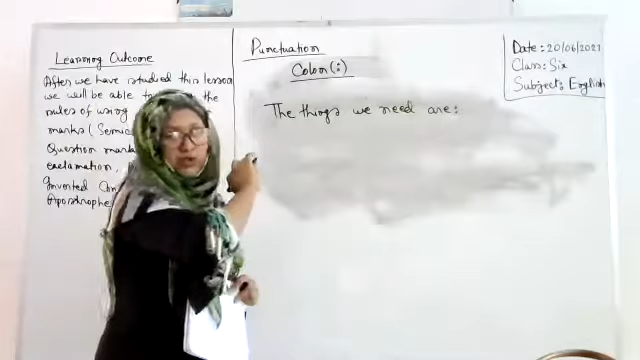 Learning Outcome
After we have studied this lesson
we will be able to the
rules of using
marks (Semic
Question mark
exclamation,
Inverted Com
Apostrophe
Punctuation
Colon (:)
The things we need are:
Date: 20/06/2021
Class: Six
Subject: English